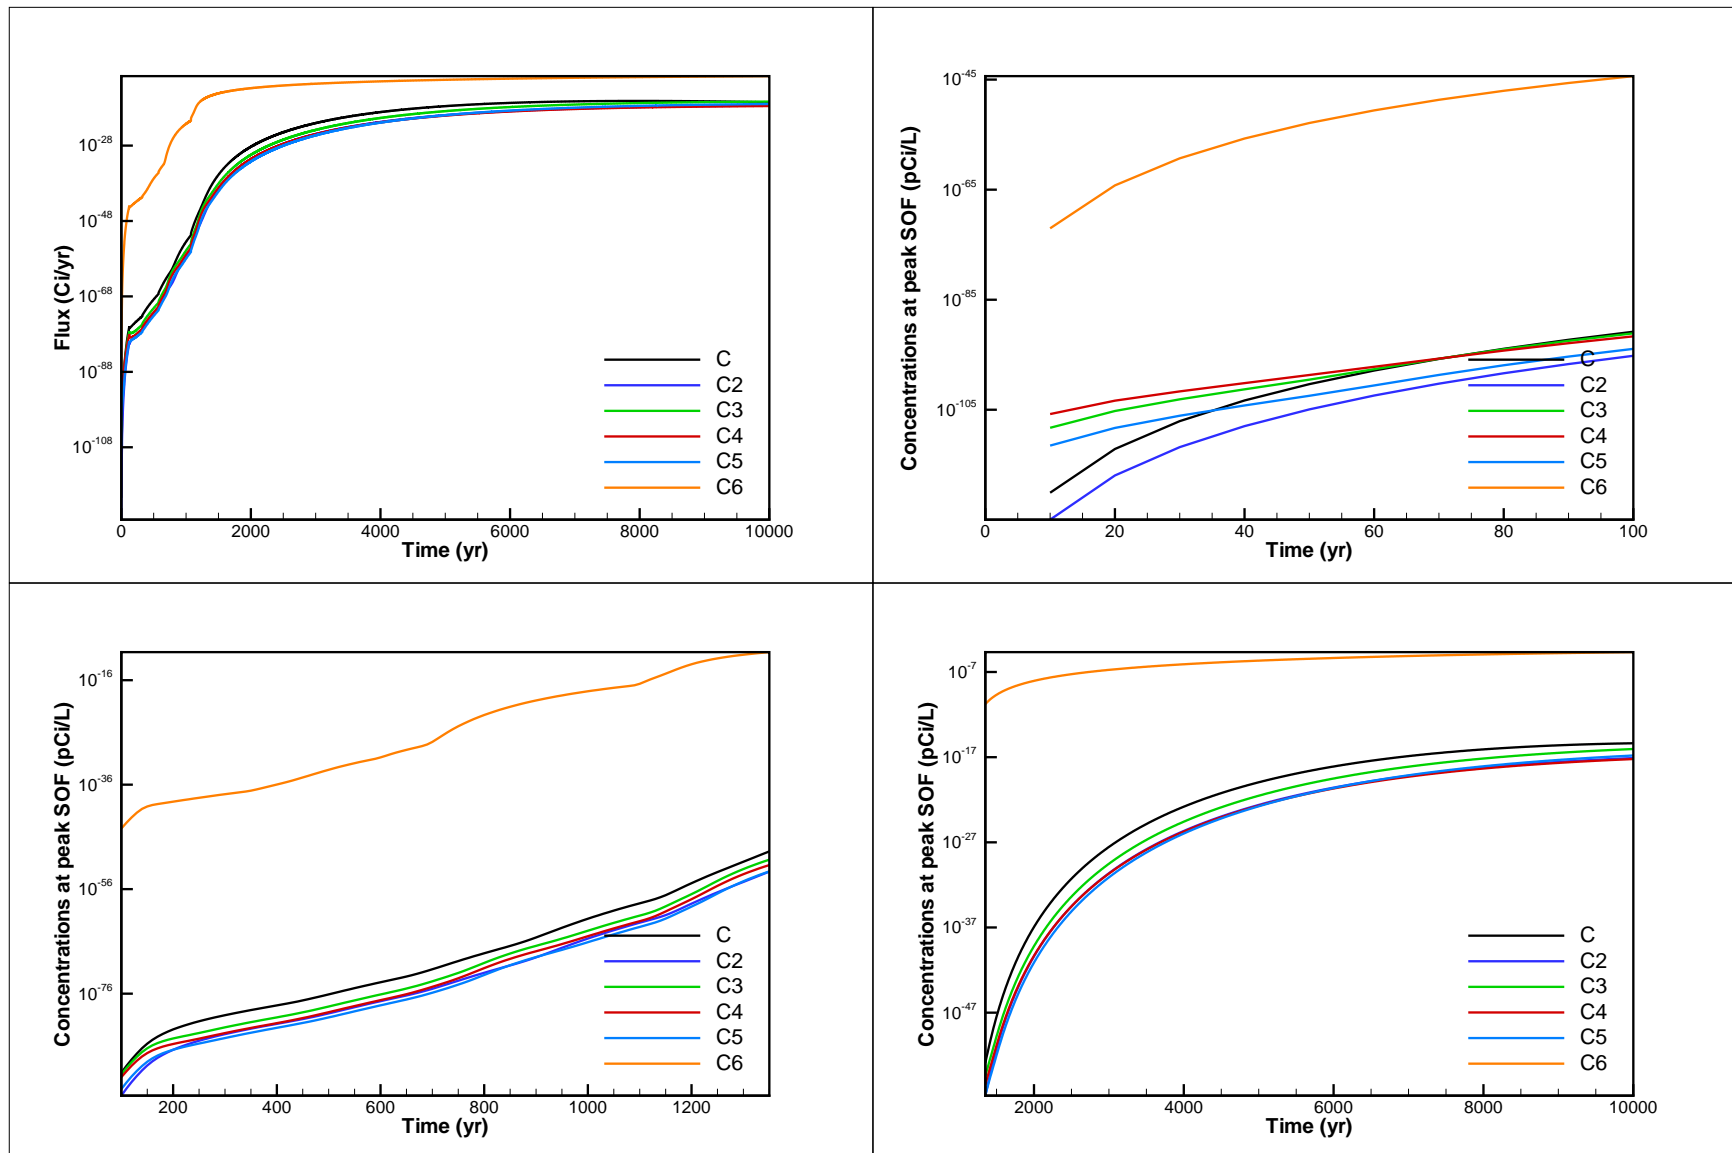 Flux (Ci/yr)
10^-28
10^-48
10^-68
10^-88
10^-108
C
C2
C3
C4
C5
C6
0 2000 4000 6000 8000 10000
Time (yr)
Concentrations at peak SOF (pCi/L)
10^-45
10^-65
10^-85
10^-105
C
C2
C3
C4
C5
C6
0 20 40 60 80 100
Time (yr)
Concentrations at peak SOF (pCi/L)
10^-16
10^-36
10^-56
10^-76
C
C2
C3
C4
C5
C6
200 400 600 800 1000 1200
Time (yr)
Concentrations at peak SOF (pCi/L)
10^-7
10^-17
10^-27
10^-37
10^-47
C
C2
C3
C4
C5
C6
2000 4000 6000 8000 10000
Time (yr)